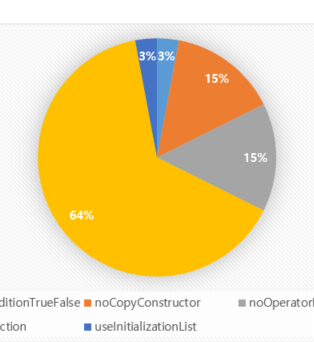 3% 3%
15%
15%
64%
ditionTrueFalse noCopyConstructor noOperator
ction useInitializationList